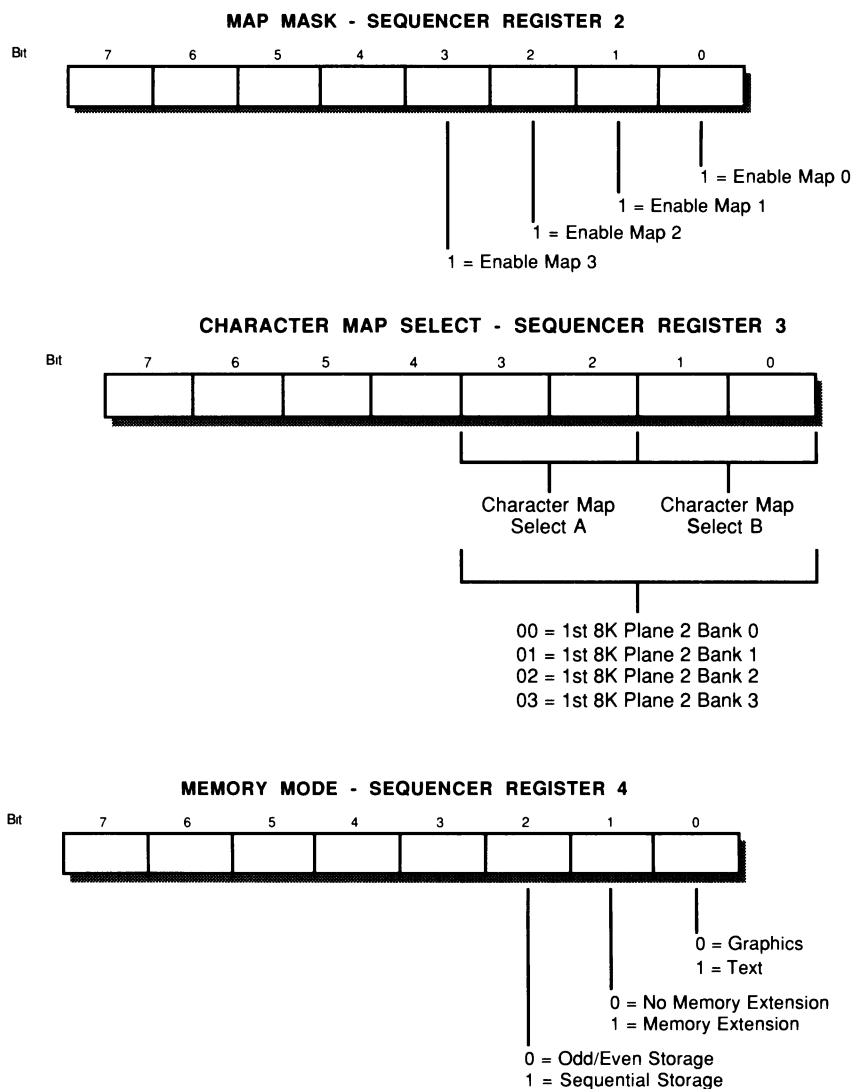 MAP MASK - SEQUENCER REGISTER 2
Bit 7 6 5 4 3 2 1 0
1 = Enable Map 0
1 = Enable Map 1
1 = Enable Map 2
1 = Enable Map 3
CHARACTER MAP SELECT - SEQUENCER REGISTER 3
Bit 7 6 5 4 3 2 1 0
Character Map Select A
Character Map Select B
00 = 1st 8K Plane 2 Bank 0
01 = 1st 8K Plane 2 Bank 1
02 = 1st 8K Plane 2 Bank 2
03 = 1st 8K Plane 2 Bank 3
MEMORY MODE - SEQUENCER REGISTER 4
Bit 7 6 5 4 3 2 1 0
0 = Graphics
1 = Text
0 = No Memory Extension
1 = Memory Extension
0 = Odd/Even Storage
1 = Sequential Storage